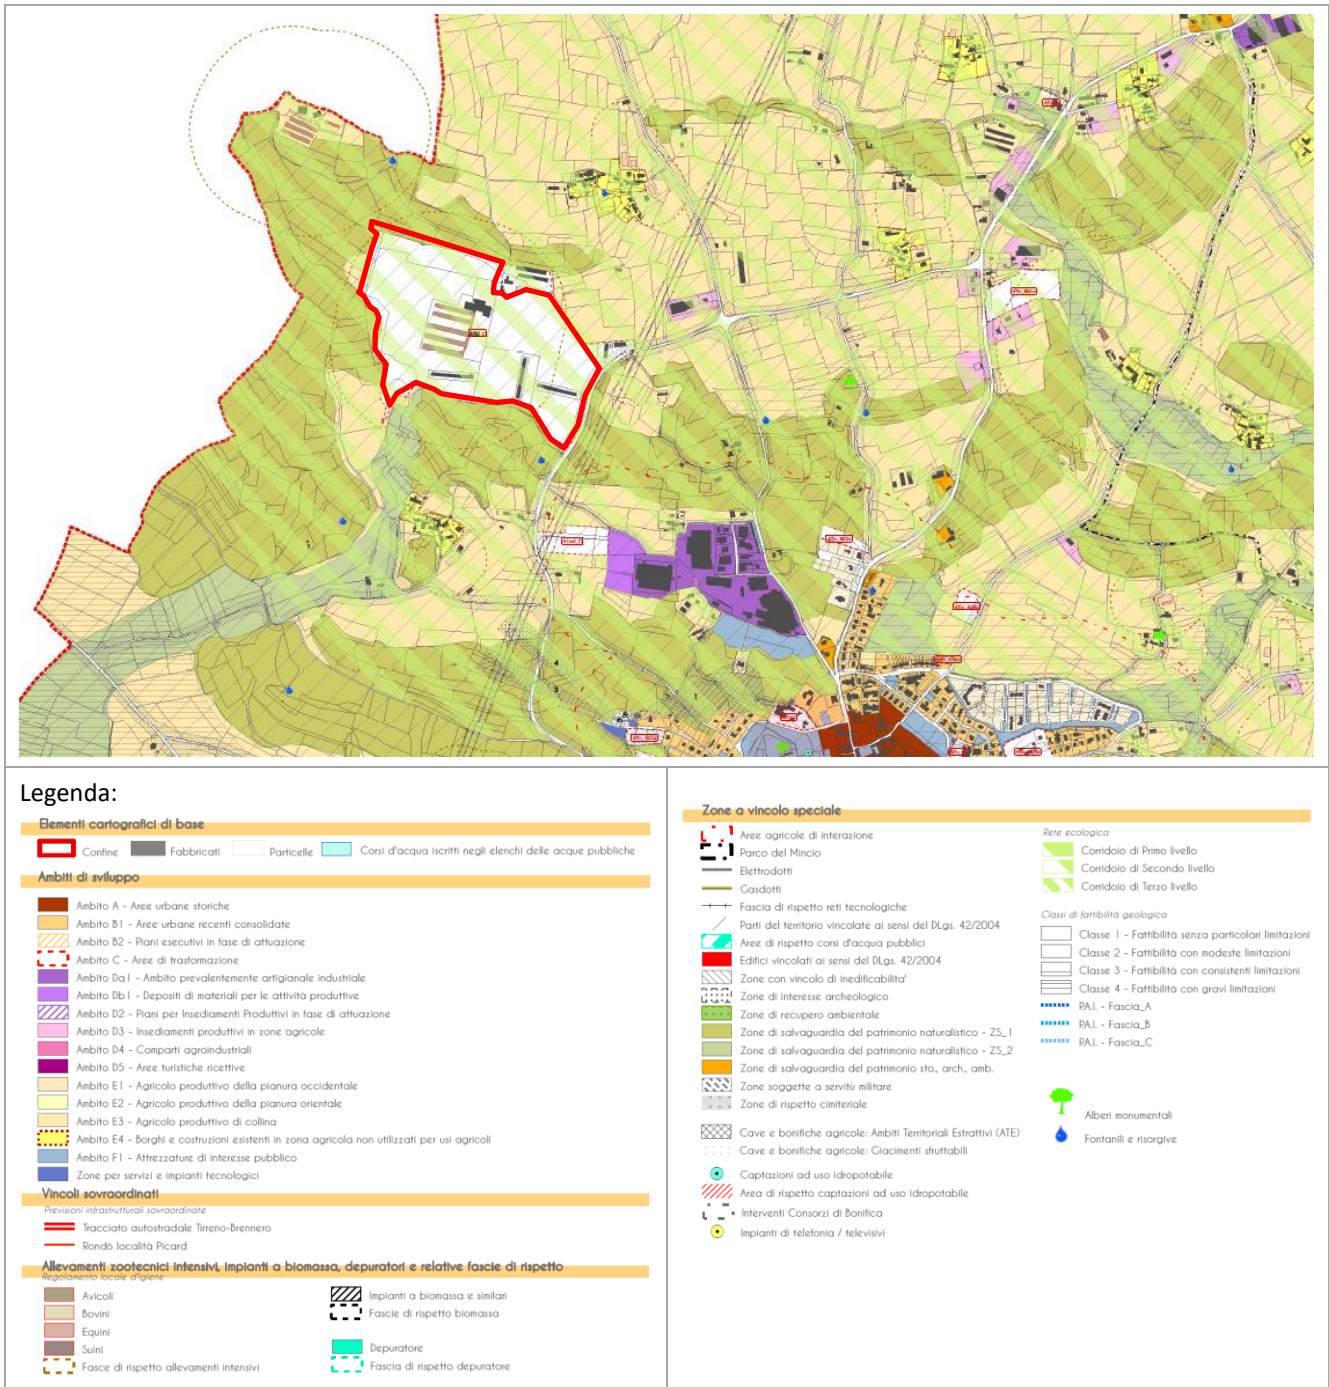 4
3
1
Legenda:
Elementi cartografici di base
Confine
Fabbricati
Particelle
Corsi d'acqua iscritti negli elenchi delle acque pubbliche
Ambiti di sviluppo
Ambito A - Aree urbane storiche
Ambito B1 - Aree urbane recenti consolidate
Ambito B2 - Piani esecutivi in fase di attuazione
Ambito C - Aree di trasformazione
Ambito Da1 - Ambito prevalentemente artigianale industriale
Ambito Db1 - Depositi di materiali per le attività produttive
Ambito D2 - Piani per Insediamenti Produttivi in fase di attuazione
Ambito D3 - Insediamenti produttivi in zone agricole
Ambito D4 - Comparti agroindustriali
Ambito D5 - Aree turistiche ricettive
Ambito E1 - Agricolo produttivo della pianura occidentale
Ambito E2 - Agricolo produttivo della pianura orientale
Ambito E3 - Agricolo produttivo di collina
Ambito E4 - Borghi e costruzioni esistenti in zona agricola non utilizzati per usi agricoli
Ambito F1 - Attrezzature di interesse pubblico
Zone per servizi e impianti tecnologici
Vincoli sovraordinati
Previsioni infrastrutturali sovraordinate
Tracciato autostradale Tirreno-Brennero
Rondò località Picard
Allevamenti zootecnici intensivi, impianti a biomassa, depuratori e relative fascie di rispetto
Regolamento locale d'igiene
Avicoli
Bovini
Equini
Suini
Fasce di rispetto allevamenti intensivi
Impianti a biomassa e similari
Fascie di rispetto biomassa
Depuratore
Fascia di rispetto depuratore
Zone a vincolo speciale
Aree agricole di interazione
Parco del Mincio
Elettrodotti
Gasdotti
Fascia di rispetto reti tecnologiche
Parti del territorio vincolate ai sensi del DLgs. 42/2004
Aree di rispetto corsi d'acqua pubblici
Edifici vincolati ai sensi del DLgs. 42/2004
Zone con vincolo di inedificabilita'
Zone di interesse archeologico
Zone di recupero ambientale
Zone di salvaguardia del patrimonio naturalistico - ZS_1
Zone di salvaguardia del patrimonio naturalistico - ZS_2
Zone di salvaguardia del patrimonio sto., arch., amb.
Zone soggette a servitù militare
Zone di rispetto cimiteriale
Cave e bonifiche agricole: Ambiti Territoriali Estrattivi (ATE)
Cave e bonifiche agricole: Giacimenti sfruttabili
Captazioni ad uso idropotabile
Area di rispetto captazioni ad uso idropotabile
Interventi Consorzi di Bonifica
Impianti di telefonia / televisivi
Rete ecologica
Corridoio di Primo livello
Corridoio di Secondo livello
Corridoio di Terzo livello
Classi di fattibilità geologica
Classe 1 - Fattibilità senza particolari limitazioni
Classe 2 - Fattibilità con modeste limitazioni
Classe 3 - Fattibilità con consistenti limitazioni
Classe 4 - Fattibilità con gravi limitazioni
P.A.I. - Fascia_A
P.A.I. - Fascia_B
P.A.I. - Fascia_C
Alberi monumentali
Fontanili e risorgive